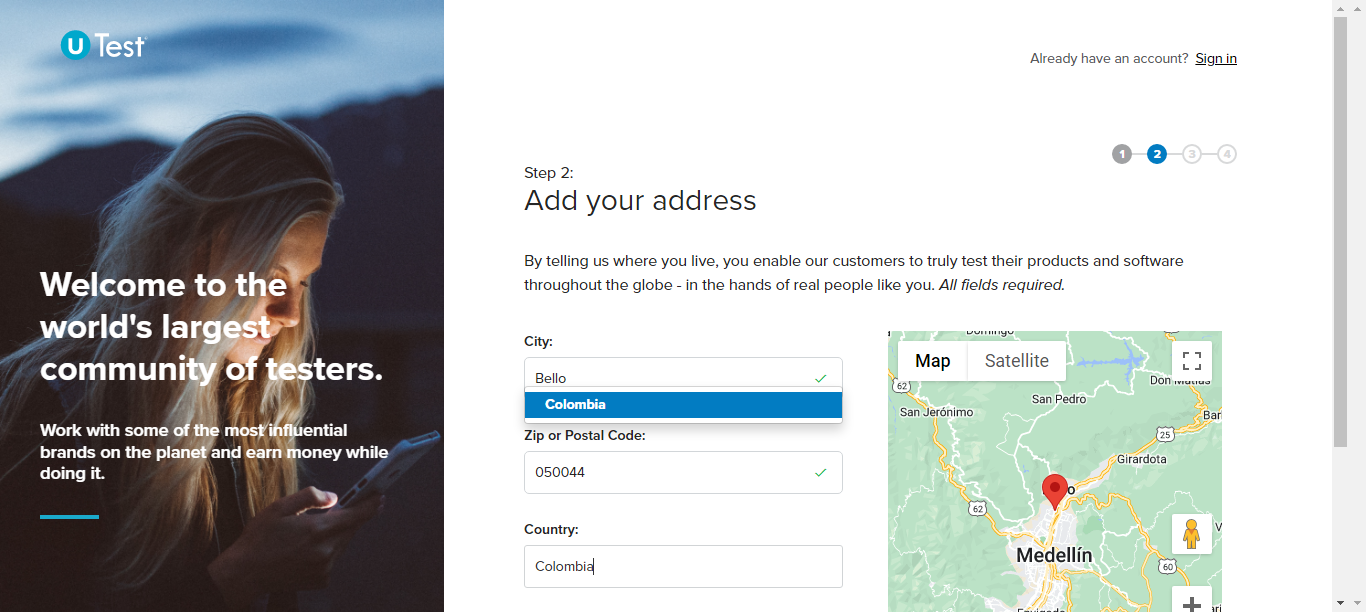 U Test
Already have an account? Sign in
1 2 3 4
Step 2:
Add your address
By telling us where you live, you enable our customers to truly test their products and software
throughout the globe - in the hands of real people like you. All fields required.
Welcome to the
world's largest
community of testers.
Work with some of the most influential
brands on the planet and earn money while
doing it.
City:
Bello
Colombia
Zip or Postal Code:
050044
Country:
Colombia
Map Satellite
62
San Pedro
San Jerónimo
25
Girardota
62
Medellín
60